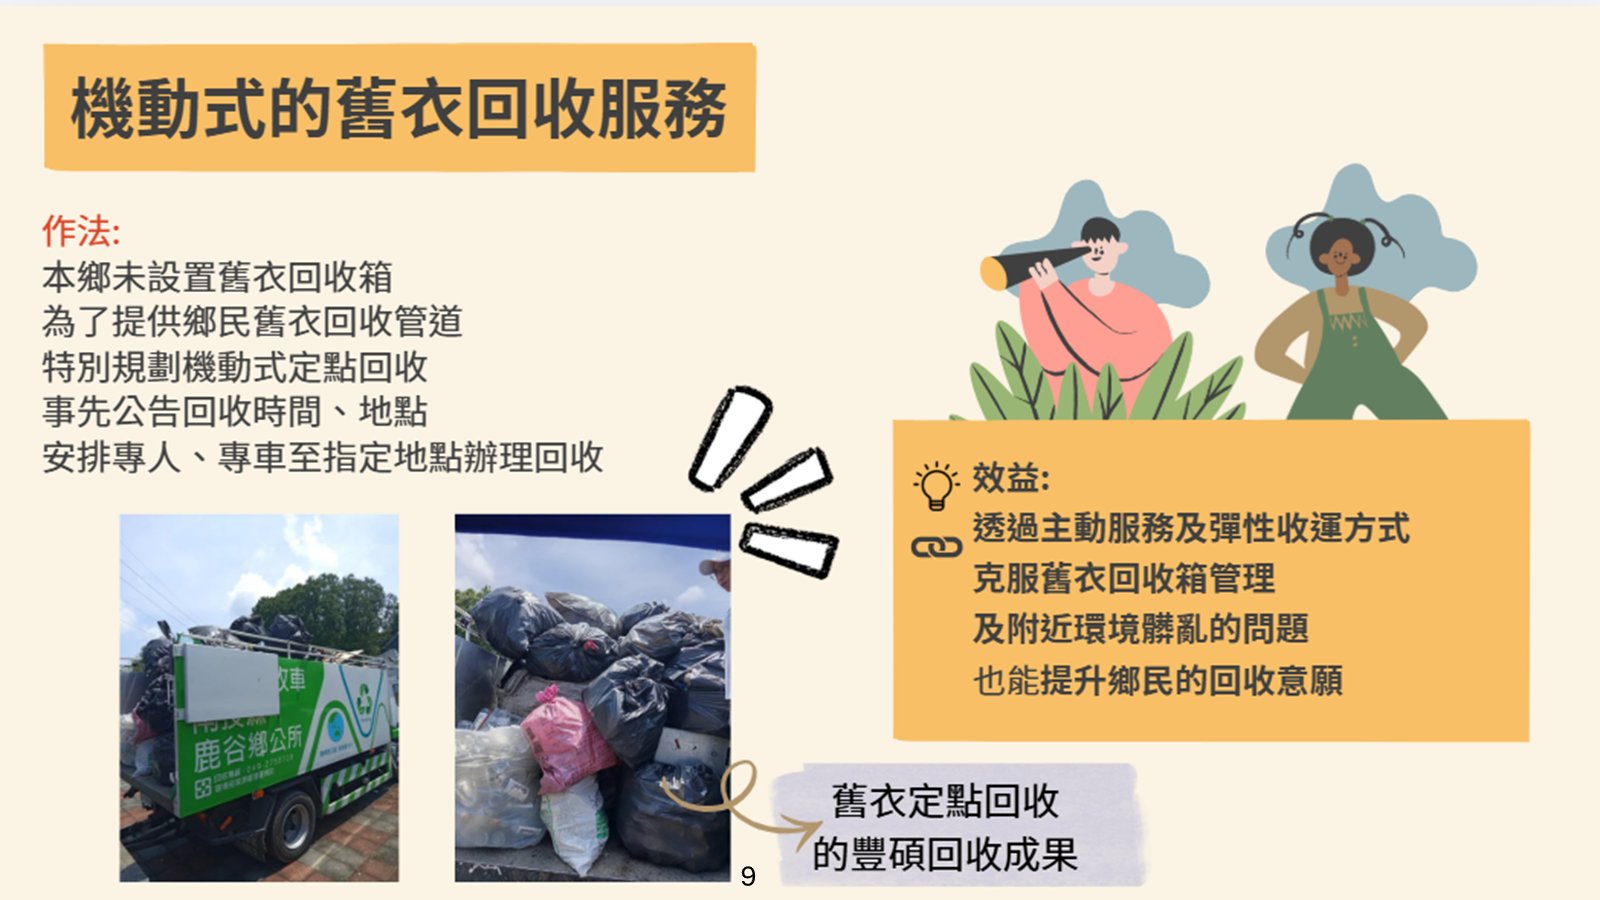 機動式的舊衣回收服務
作法:
本鄉未設置舊衣回收箱
為了提供鄉民舊衣回收管道
特別規劃機動式定點回收
事先公告回收時間、地點
安排專人、專車至指定地點辦理回收
效益:
透過主動服務及彈性收運方式
克服舊衣回收箱管理
及附近環境髒亂的問題
也能提升鄉民的回收意願
收車
鹿谷鄉公所
舊衣定點回收
的豐碩回收成果
9